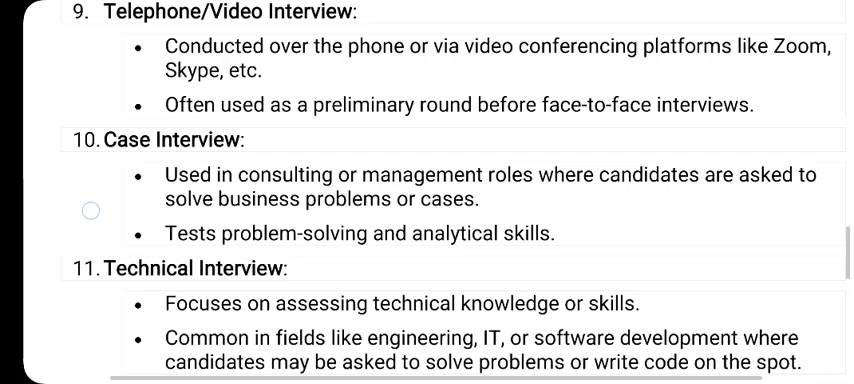 9. Telephone/Video Interview:
• Conducted over the phone or via video conferencing platforms like Zoom,
Skype, etc.
• Often used as a preliminary round before face-to-face interviews.
10. Case Interview:
• Used in consulting or management roles where candidates are asked to
solve business problems or cases.
• Tests problem-solving and analytical skills.
11. Technical Interview:
• Focuses on assessing technical knowledge or skills.
• Common in fields like engineering, IT, or software development where
candidates may be asked to solve problems or write code on the spot.